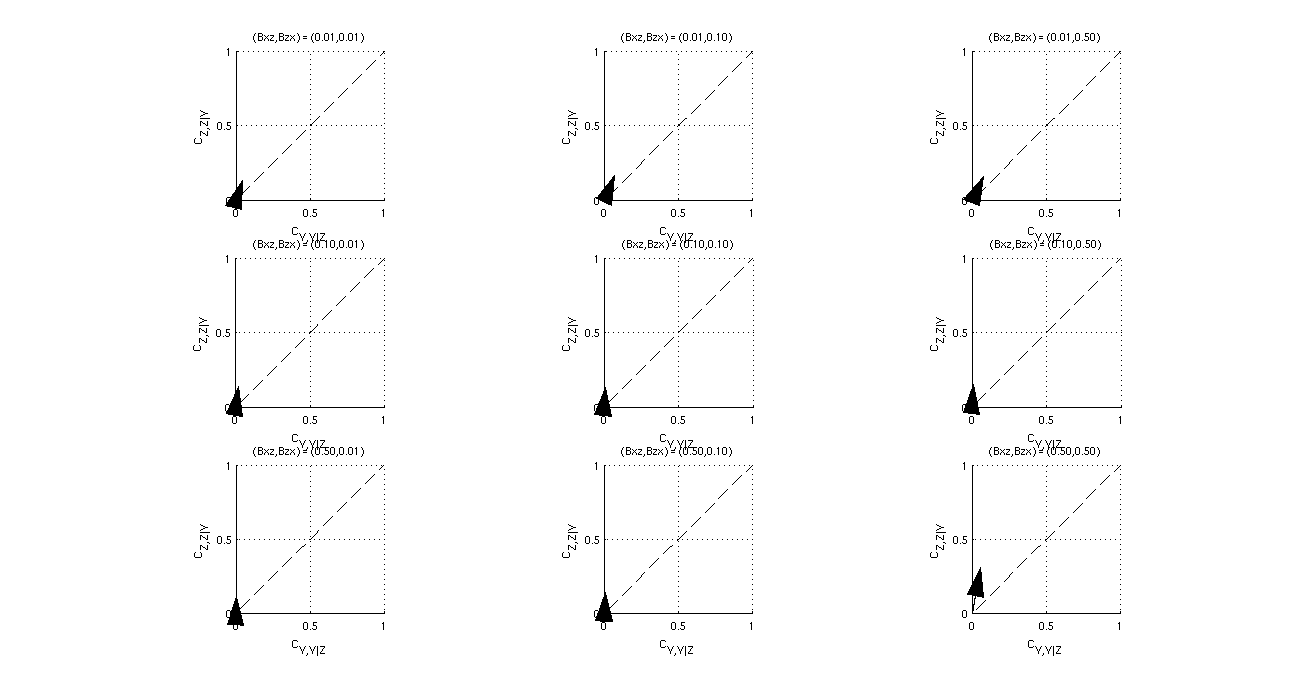 (Bxz,Bzx) = (0.01,0.01)
(Bxz,Bzx) = (0.01,0.10)
(Bxz,Bzx) = (0.01,0.50)
1
0.5
0
C_Z,Z|Y
0
0.5
1
C_Y,Y|Z
1
0.5
0
C_Z,Z|Y
0
0.5
1
C_Y,Y|Z
1
0.5
0
C_Z,Z|Y
0
0.5
1
C_Y,Y|Z
(Bxz,Bzx) = (0.10,0.01)
(Bxz,Bzx) = (0.10,0.10)
(Bxz,Bzx) = (0.10,0.50)
1
0.5
0
C_Z,Z|Y
0
0.5
1
C_Y,Y|Z
1
0.5
0
C_Z,Z|Y
0
0.5
1
C_Y,Y|Z
1
0.5
0
C_Z,Z|Y
0
0.5
1
C_Y,Y|Z
(Bxz,Bzx) = (0.50,0.01)
(Bxz,Bzx) = (0.50,0.10)
(Bxz,Bzx) = (0.50,0.50)
1
0.5
0
C_Z,Z|Y
0
0.5
1
C_Y,Y|Z
1
0.5
0
C_Z,Z|Y
0
0.5
1
C_Y,Y|Z
1
0.5
0
C_Z,Z|Y
0
0.5
1
C_Y,Y|Z